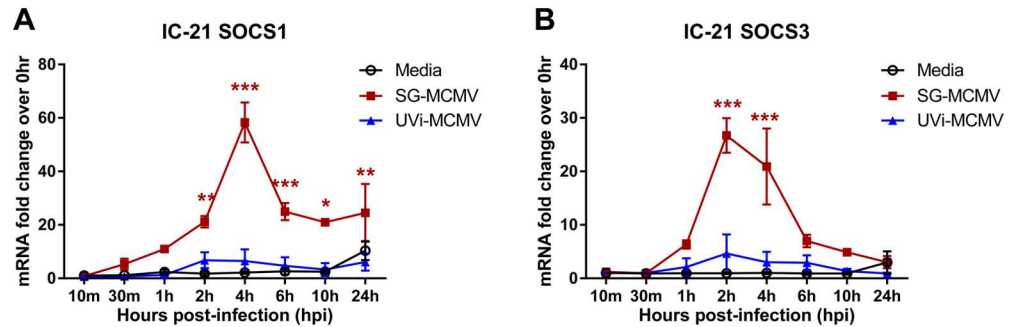 A
IC-21 SOCS1
mRNA fold change over 0hr
80
60
40
20
0
** *** *** * **
10m 30m 1h 2h 4h 6h 10h 24h
Hours post-infection (hpi)
Media
SG-MCMV
UVi-MCMV
B
IC-21 SOCS3
mRNA fold change over 0hr
40
30
20
10
0
*** ***
10m 30m 1h 2h 4h 6h 10h 24h
Hours post-infection (hpi)
Media
SG-MCMV
UVi-MCMV